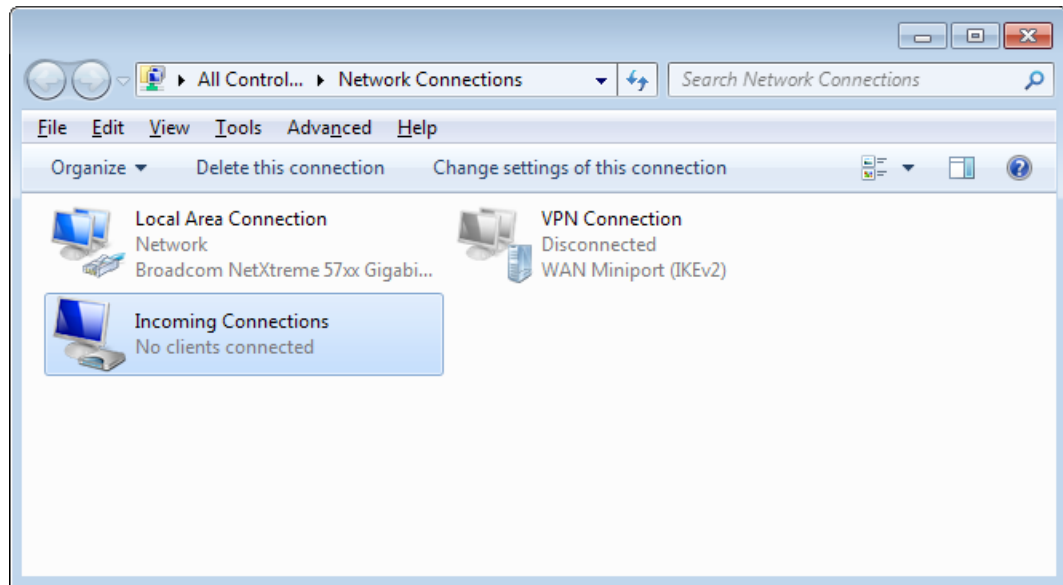 All Control... Network Connections Search Network Connections
File Edit View Tools Advanced Help
Organize Delete this connection Change settings of this connection
Local Area Connection
Network
Broadcom NetXtreme 57xx Gigabi...
VPN Connection
Disconnected
WAN Miniport (IKEv2)
Incoming Connections
No clients connected